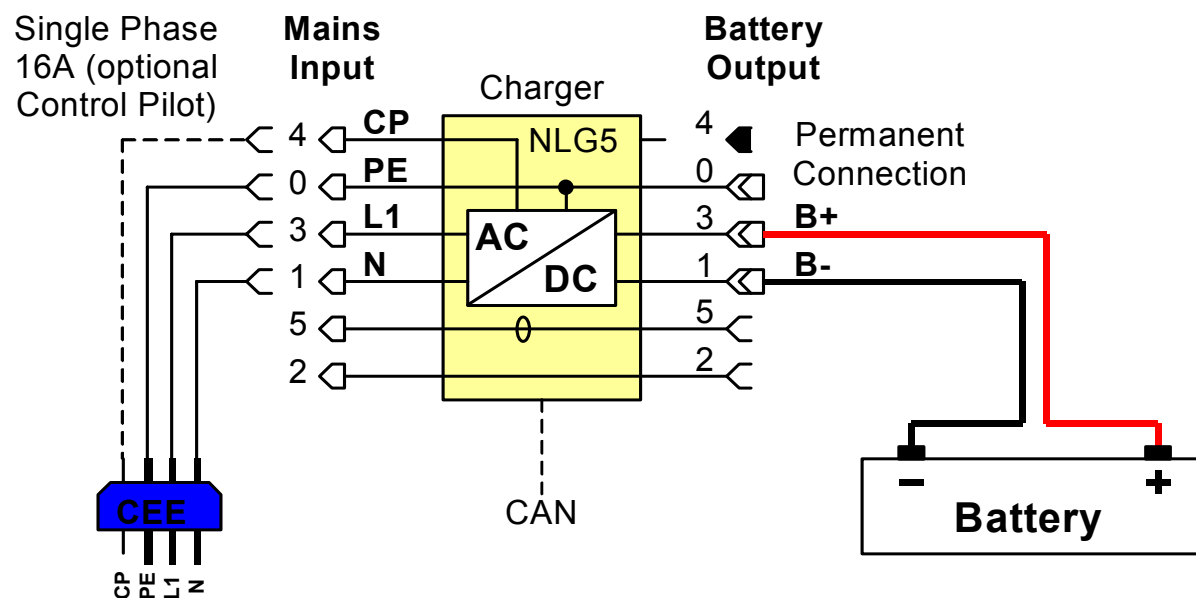 Single Phase
16A (optional
Control Pilot)
Mains
Input
Battery
Output
Charger
NLG5
4 CP
0 PE
3 L1
1 N
5
2
AC
DC
4
0
3
1
5
2
Permanent
Connection
B+
B-
CAN
CEE
CP
PE
L1
N
– +
Battery